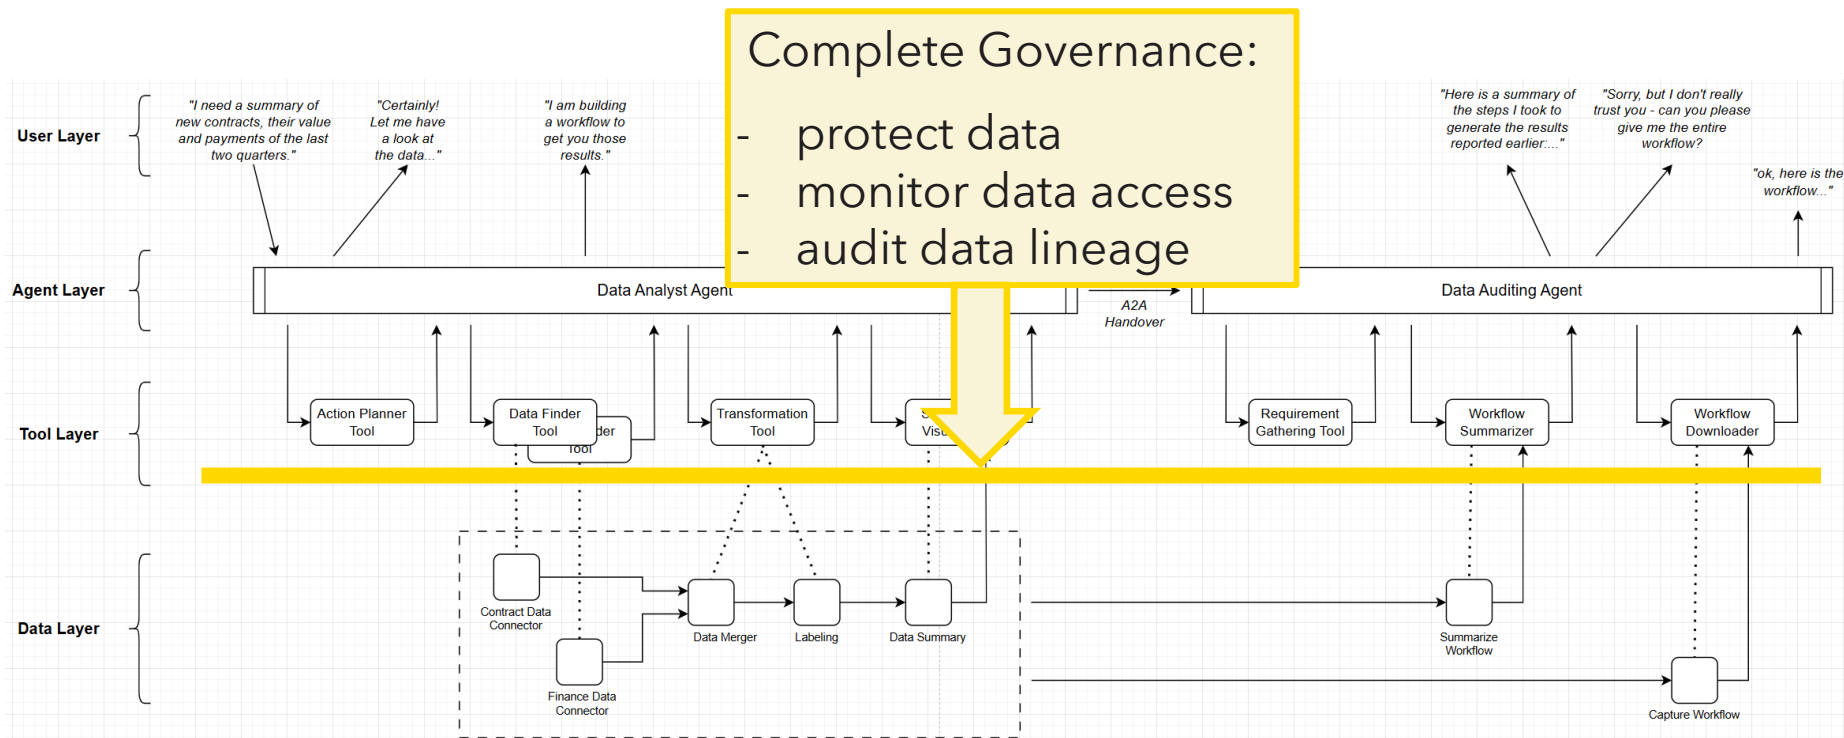 Complete Governance:
- protect data
- monitor data access
- audit data lineage
User Layer
"I need a summary of
new contracts, their value
and payments of the last
two quarters."
"Certainly!
Let me have
a look at
the data..."
"I am building
a workflow to
get you those
results."
"Here is a summary of
the steps I took to
generate the results
reported earlier:..."
"Sorry, but I don't really
trust you - can you please
give me the entire
workflow?
"ok, here is the
workflow..."
Agent Layer
Data Analyst Agent
A2A
Handover
Data Auditing Agent
Tool Layer
Action Planner
Tool
Data Finder
Tool
Tool
Transformation
Tool
Requirement
Gathering Tool
Workflow
Summarizer
Workflow
Downloader
Data Layer
Contract Data
Connector
Finance Data
Connector
Data Merger
Labeling
Data Summary
Summarize
Workflow
Capture Workflow